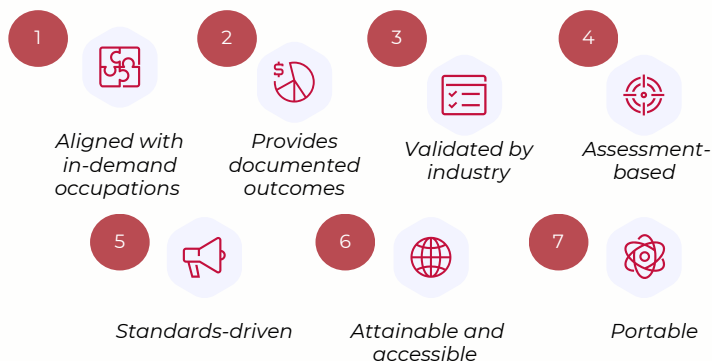 1
2
3
4
$
Aligned with
in-demand
occupations
Provides
documented
outcomes
Validated by
industry
Assessment-
based
5
6
7
Standards-driven
Attainable and
accessible
Portable